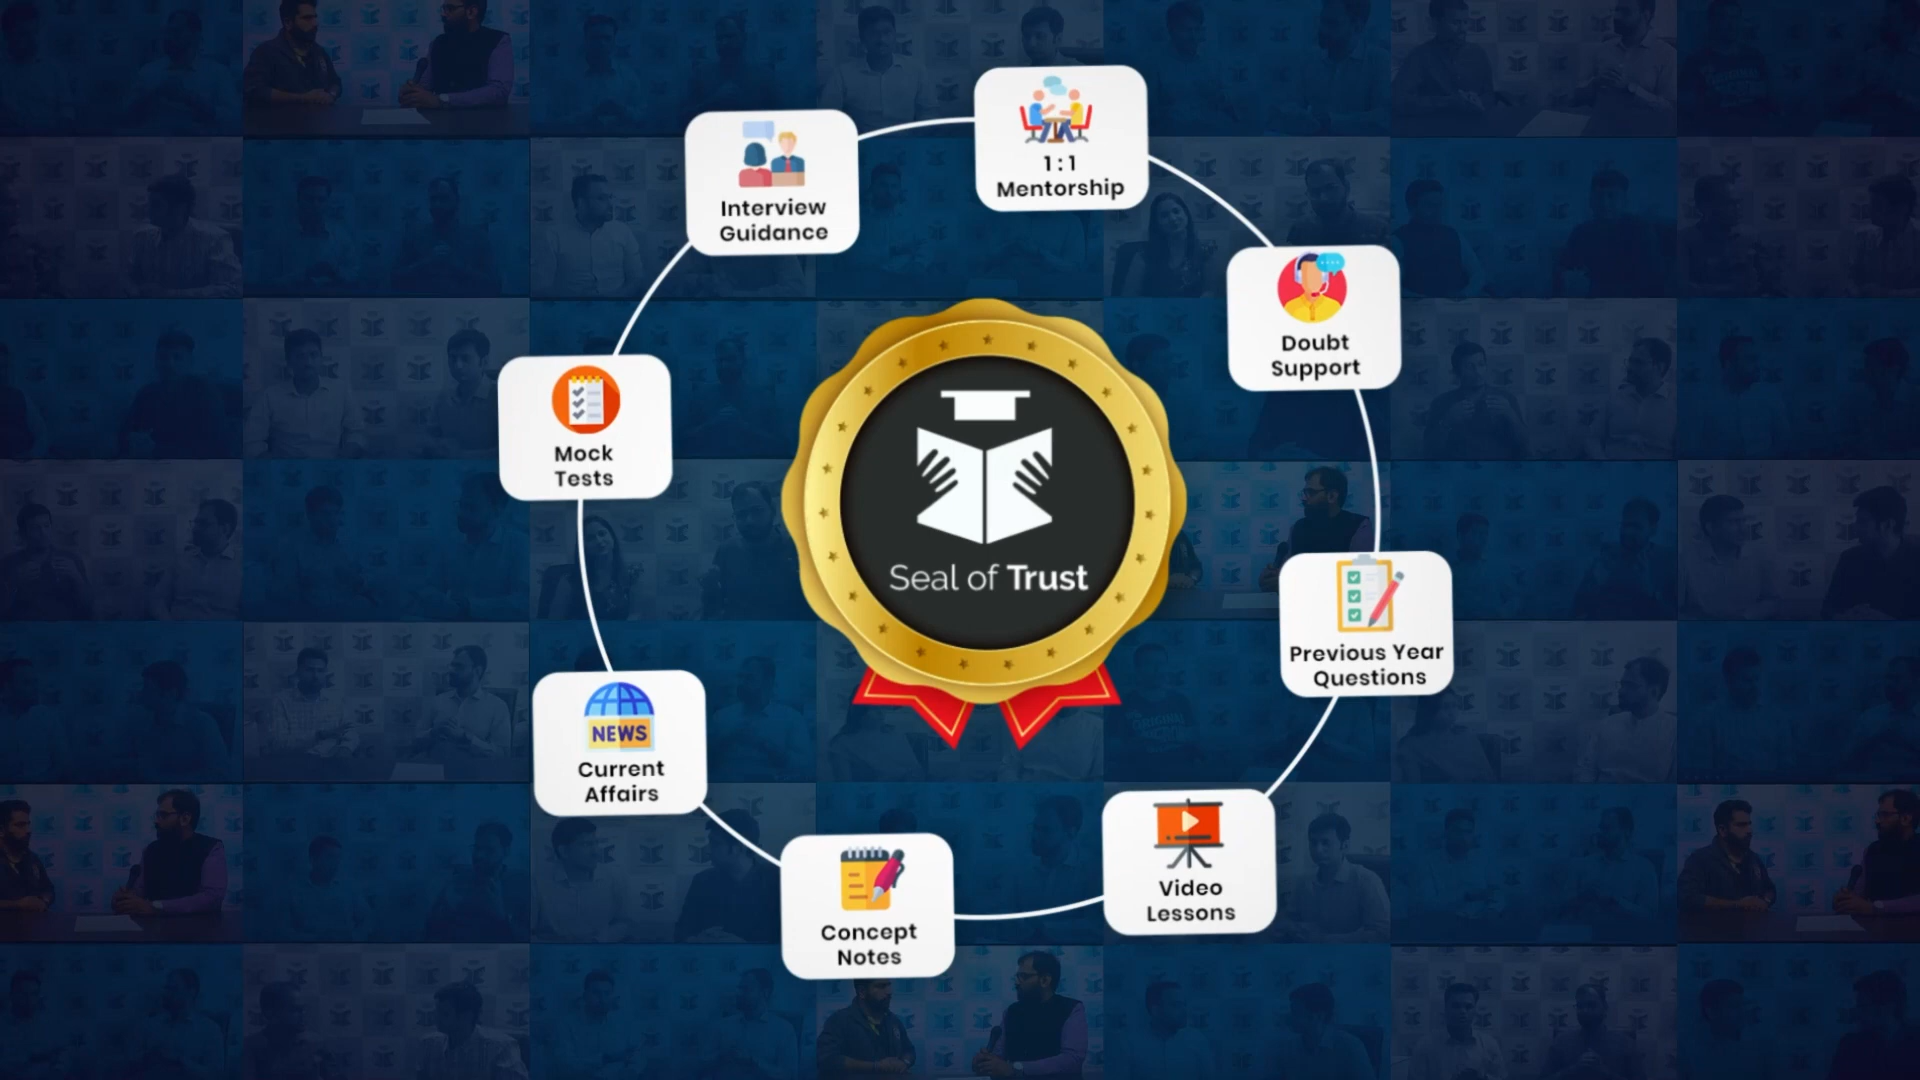 1:1
Mentorship
Interview
Guidance
Doubt
Support
Mock
Tests
Seal of Trust
Previous Year
Questions
NEWS
Current
Affairs
Video
Lessons
Concept
Notes